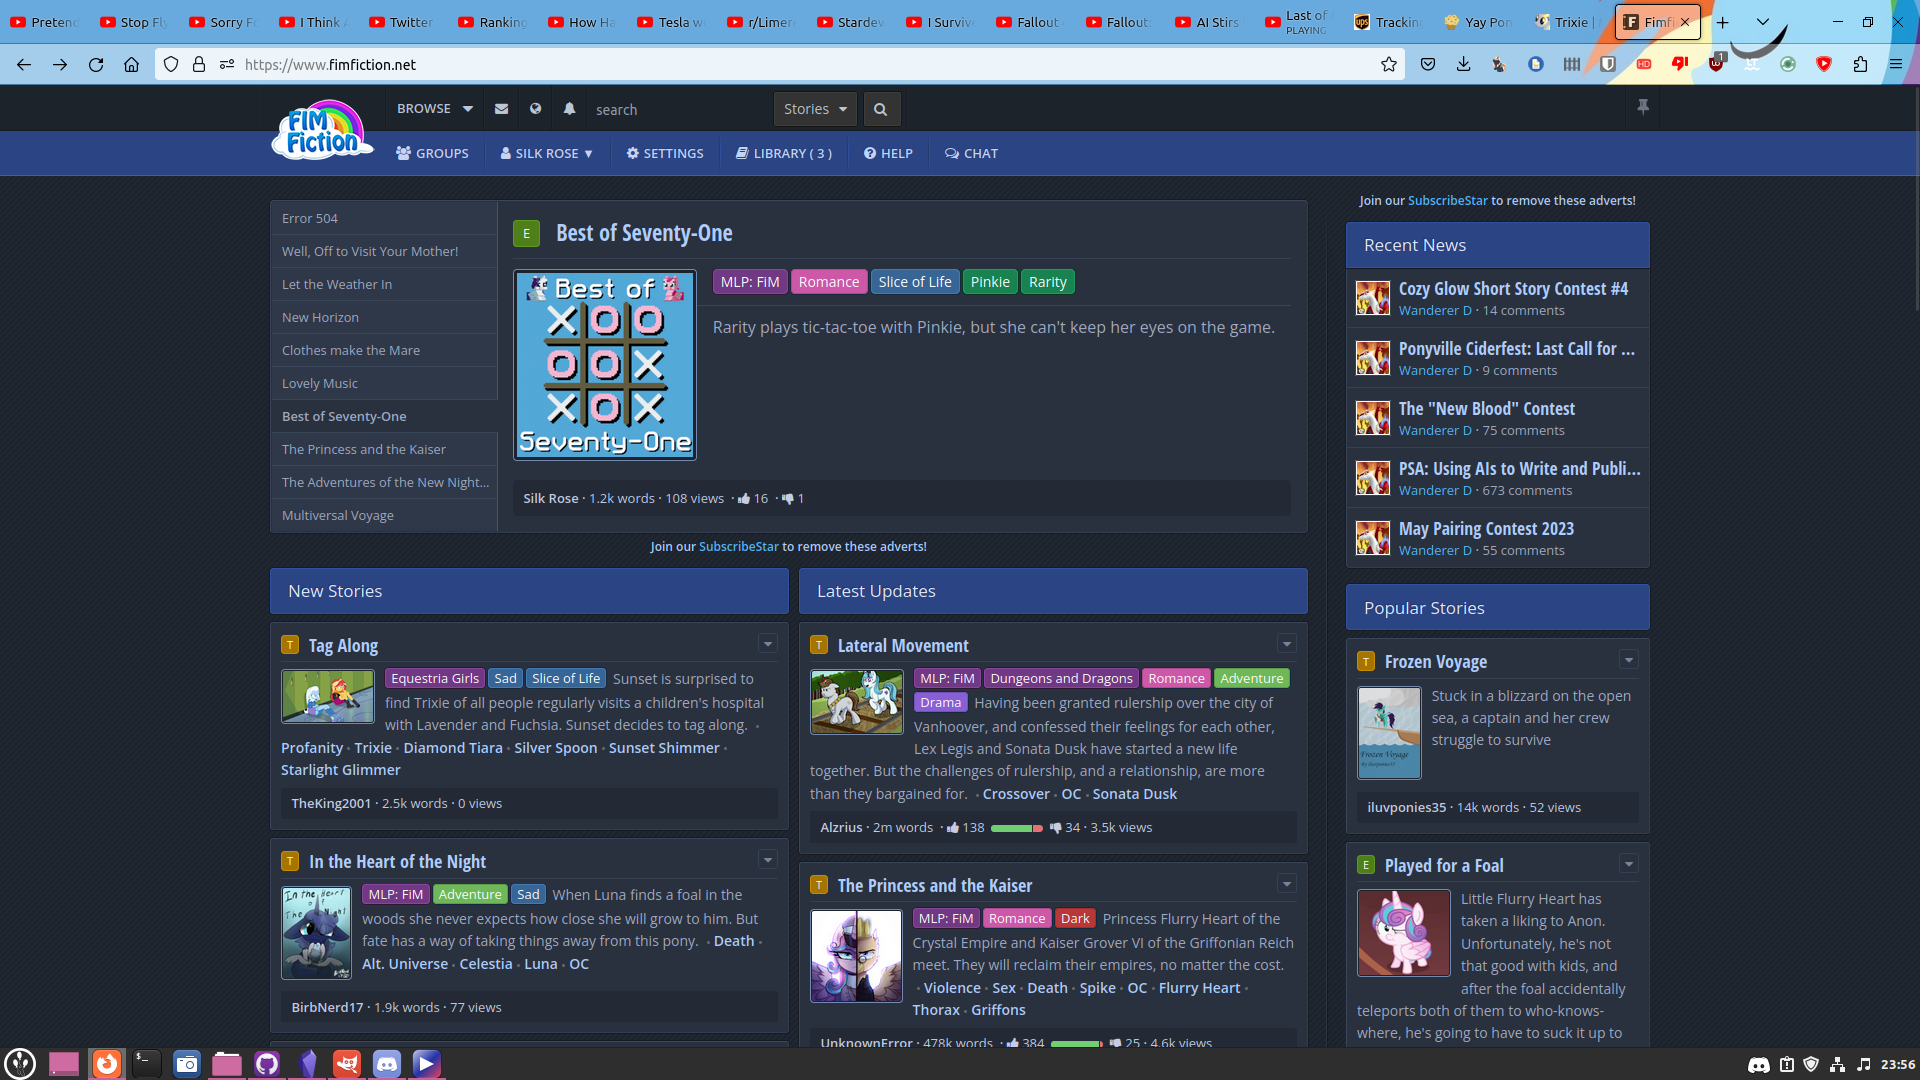 Pretend
Stop Fl
Sorry Fo
I Think
Twitter
Ranking
How Ha
Tesla w
r/Limer
Stardew
I Surviv
Fallout
Fallout:
AI Stirs
Last of
PLAYING
Tracking
Yay Pon
Trixie |
Fimfi
https://www.fimfiction.net
HD
1
FIM Fiction
BROWSE
search
Stories
GROUPS
SILK ROSE ▾
SETTINGS
LIBRARY ( 3 )
HELP
CHAT
Error 504
Well, Off to Visit Your Mother!
Let the Weather In
New Horizon
Clothes make the Mare
Lovely Music
Best of Seventy-One
The Princess and the Kaiser
The Adventures of the New Night...
Multiversal Voyage
E Best of Seventy-One
Best of
X O O
O O X
X O X
Seventy-One
MLP: FiM Romance Slice of Life Pinkie Rarity
Rarity plays tic-tac-toe with Pinkie, but she can't keep her eyes on the game.
Silk Rose · 1.2k words · 108 views · 16 · 1
Join our SubscribeStar to remove these adverts!
New Stories
T Tag Along
Equestria Girls Sad Slice of Life Sunset is surprised to
find Trixie of all people regularly visits a children's hospital
with Lavender and Fuchsia. Sunset decides to tag along. ·
Profanity · Trixie · Diamond Tiara · Silver Spoon · Sunset Shimmer ·
Starlight Glimmer
TheKing2001 · 2.5k words · 0 views
T In the Heart of the Night
In the Heart of The Night
MLP: FiM Adventure Sad When Luna finds a foal in the
woods she never expects how close she will grow to him. But
fate has a way of taking things away from this pony. · Death ·
Alt. Universe · Celestia · Luna · OC
BirbNerd17 · 1.9k words · 77 views
Latest Updates
T Lateral Movement
MLP: FiM Dungeons and Dragons Romance Adventure
Drama Having been granted rulership over the city of
Vanhoover, and confessed their feelings for each other,
Lex Legis and Sonata Dusk have started a new life
together. But the challenges of rulership, and a relationship, are more
than they bargained for. · Crossover · OC · Sonata Dusk
Alzrius · 2m words · 138 34 · 3.5k views
T The Princess and the Kaiser
MLP: FiM Romance Dark Princess Flurry Heart of the
Crystal Empire and Kaiser Grover VI of the Griffonian Reich
meet. They will reclaim their empires, no matter the cost.
· Violence · Sex · Death · Spike · OC · Flurry Heart ·
Thorax · Griffons
UnknownError · 478k words · 384 25 · 4.6k views
Join our SubscribeStar to remove these adverts!
Recent News
Cozy Glow Short Story Contest #4
Wanderer D · 14 comments
Ponyville Ciderfest: Last Call for ...
Wanderer D · 9 comments
The "New Blood" Contest
Wanderer D · 75 comments
PSA: Using AIs to Write and Publi...
Wanderer D · 673 comments
May Pairing Contest 2023
Wanderer D · 55 comments
Popular Stories
T Frozen Voyage
Frozen Voyage
Stuck in a blizzard on the open
sea, a captain and her crew
struggle to survive
iluvponies35 · 14k words · 52 views
E Played for a Foal
Little Flurry Heart has
taken a liking to Anon.
Unfortunately, he's not
that good with kids, and
after the foal accidentally
teleports both of them to who-knows-
where, he's going to have to suck it up to
23:56